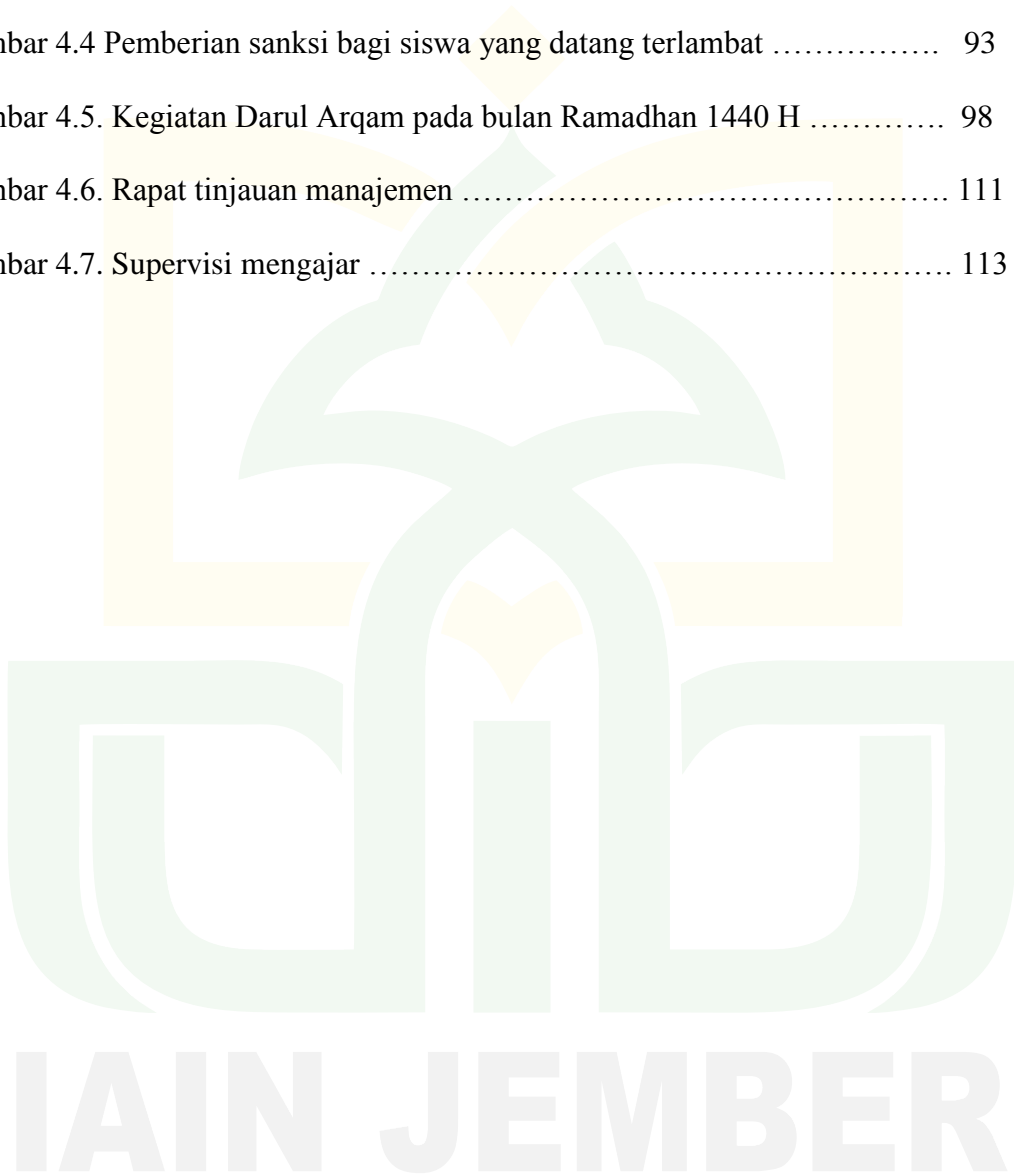 mbar 4.4 Pemberian sanksi bagi siswa yang datang terlambat ……………. 93
mbar 4.5. Kegiatan Darul Arqam pada bulan Ramadhan 1440 H …………. 98
mbar 4.6. Rapat tinjauan manajemen ………………………………………. 111
mbar 4.7. Supervisi mengajar ………………………………………………. 113
IAIN JEMBER